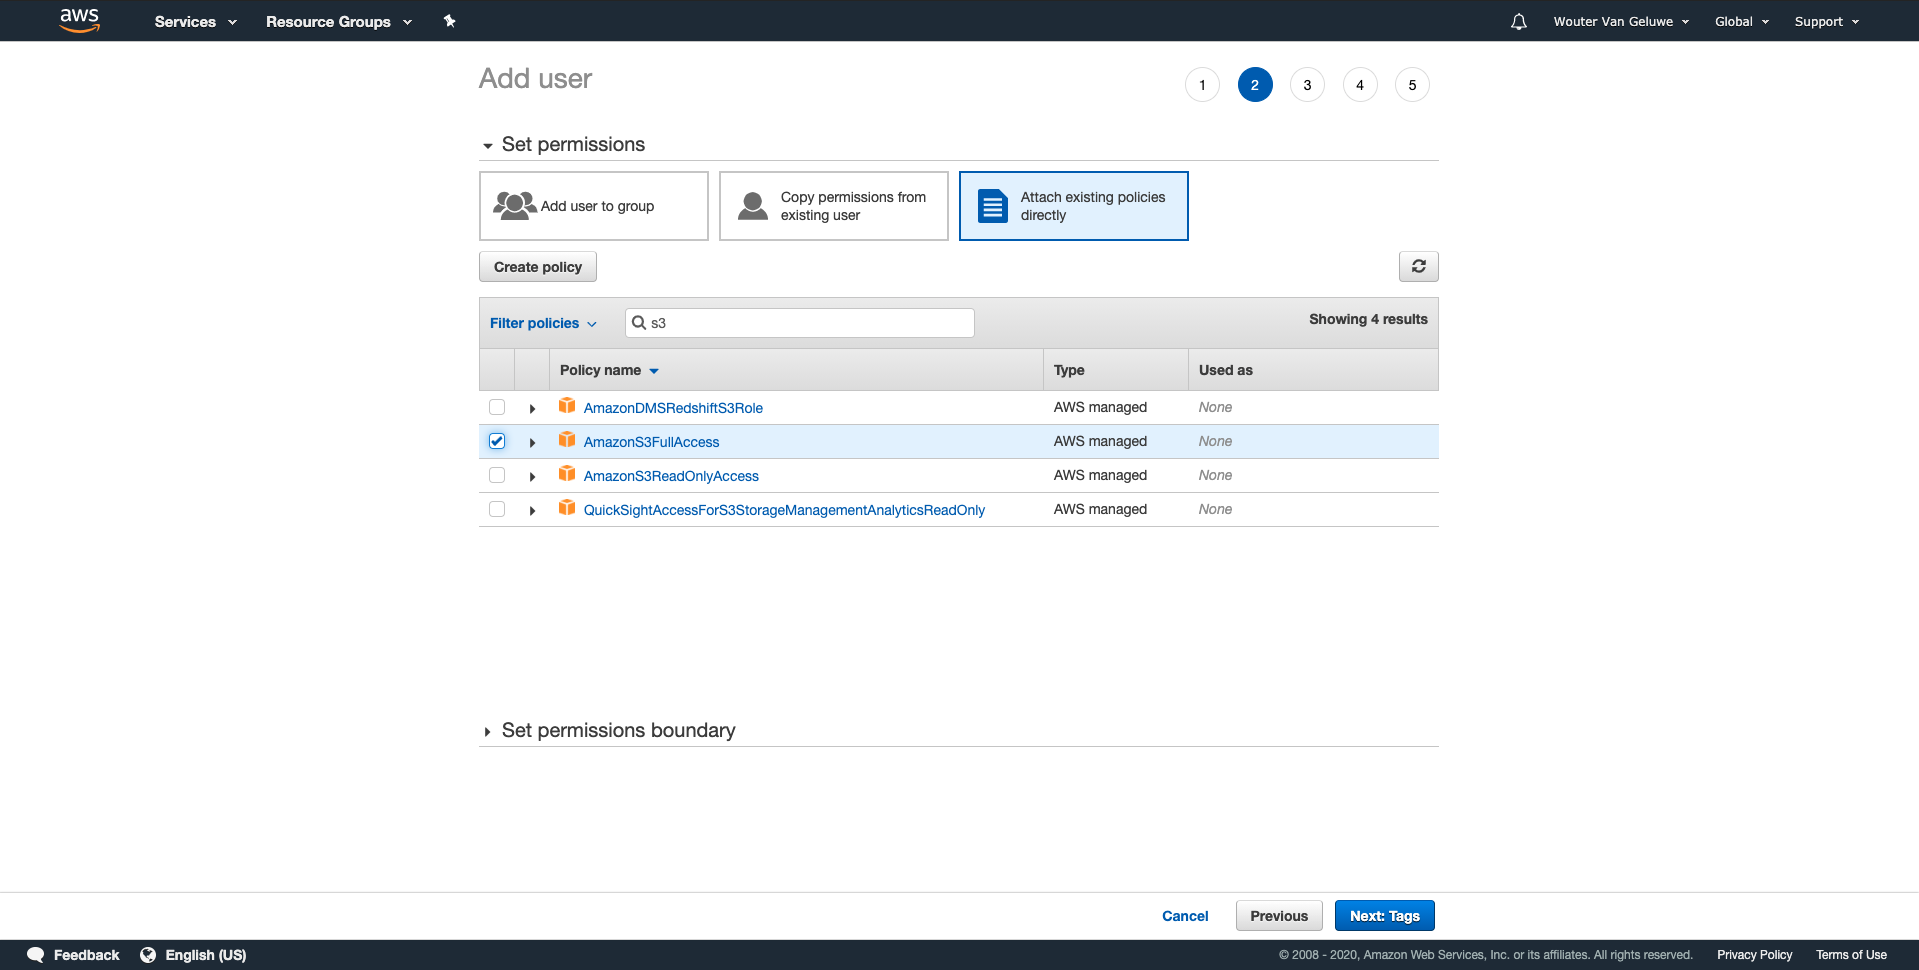 aws Services Resource Groups Wouter Van Geluwe Global Support
Add user
1 2 3 4 5
Set permissions
Add user to group
Copy permissions from
existing user
Attach existing policies
directly
Create policy
Filter policies s3 Showing 4 results
Policy name Type Used as
AmazonDMSRedshiftS3Role AWS managed None
AmazonS3FullAccess AWS managed None
AmazonS3ReadOnlyAccess AWS managed None
QuickSightAccessForS3StorageManagementAnalyticsReadOnly AWS managed None
Set permissions boundary
Cancel Previous Next: Tags
Feedback English (US) © 2008 - 2020, Amazon Web Services, Inc. or its affiliates. All rights reserved. Privacy Policy Terms of Use